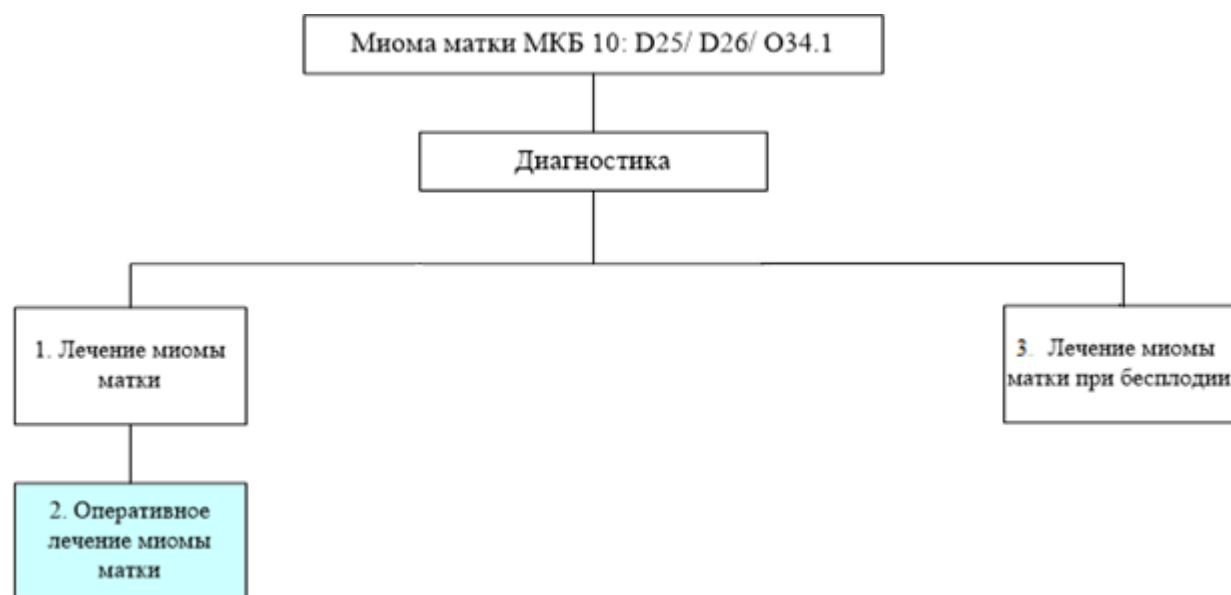 Миома матки МКБ 10: D25/ D26/ O34.1
Диагностика
1. Лечение миомы
матки
3. Лечение миомы
матки при бесплодии
2. Оперативное
лечение миомы
матки